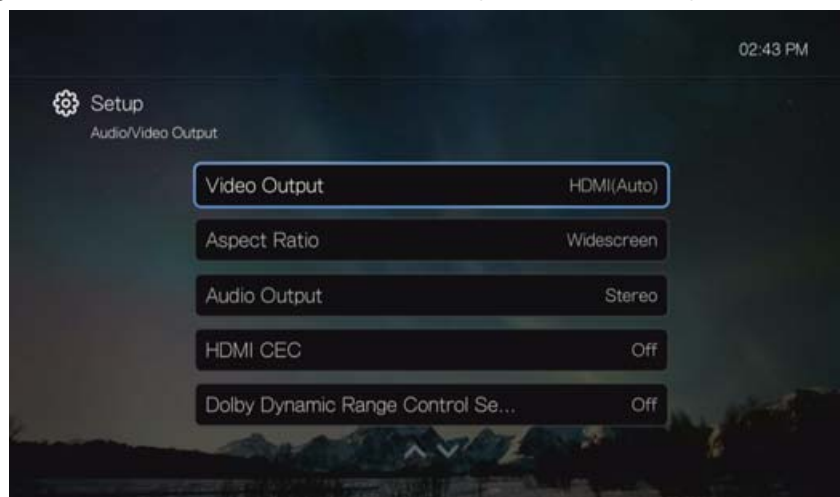 02:43 PM
Setup
Audio/Video Output
Video Output HDMI(Auto)
Aspect Ratio Widescreen
Audio Output Stereo
HDMI CEC Off
Dolby Dynamic Range Control Se... Off